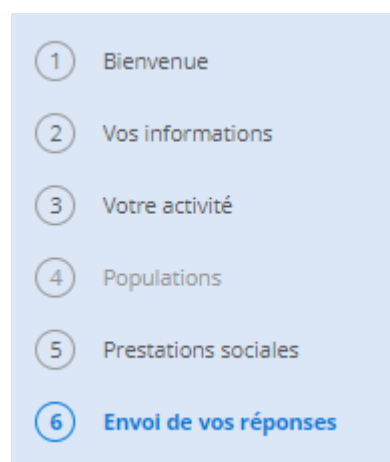 1 Bienvenue
2 Vos informations
3 Votre activité
4 Populations
5 Prestations sociales
6 Envoi de vos réponses